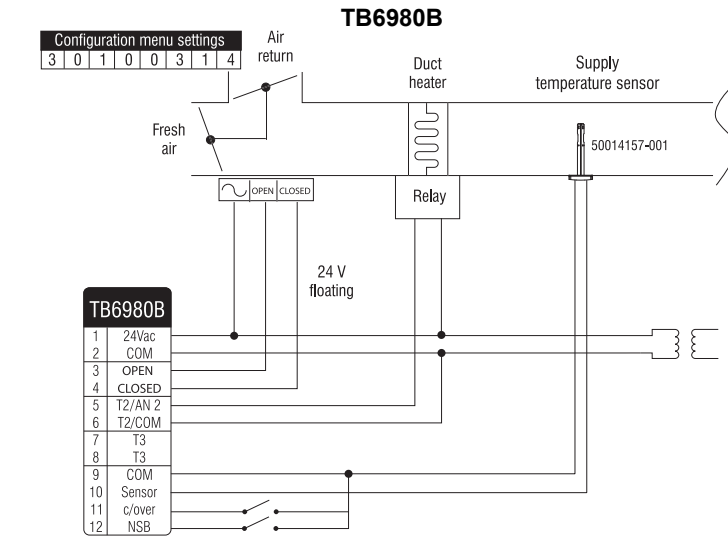 TB6980B
Configuration menu settings
3 0 1 0 0 3 1 4
Air
return
Duct
heater
Supply
temperature sensor
Fresh
air
50014157-001
OPEN CLOSED
Relay
24 V
floating
TB6980B
1 24Vac
2 COM
3 OPEN
4 CLOSED
5 T2/AN 2
6 T2/COM
7 T3
8 T3
9 COM
10 Sensor
11 c/over
12 NSB